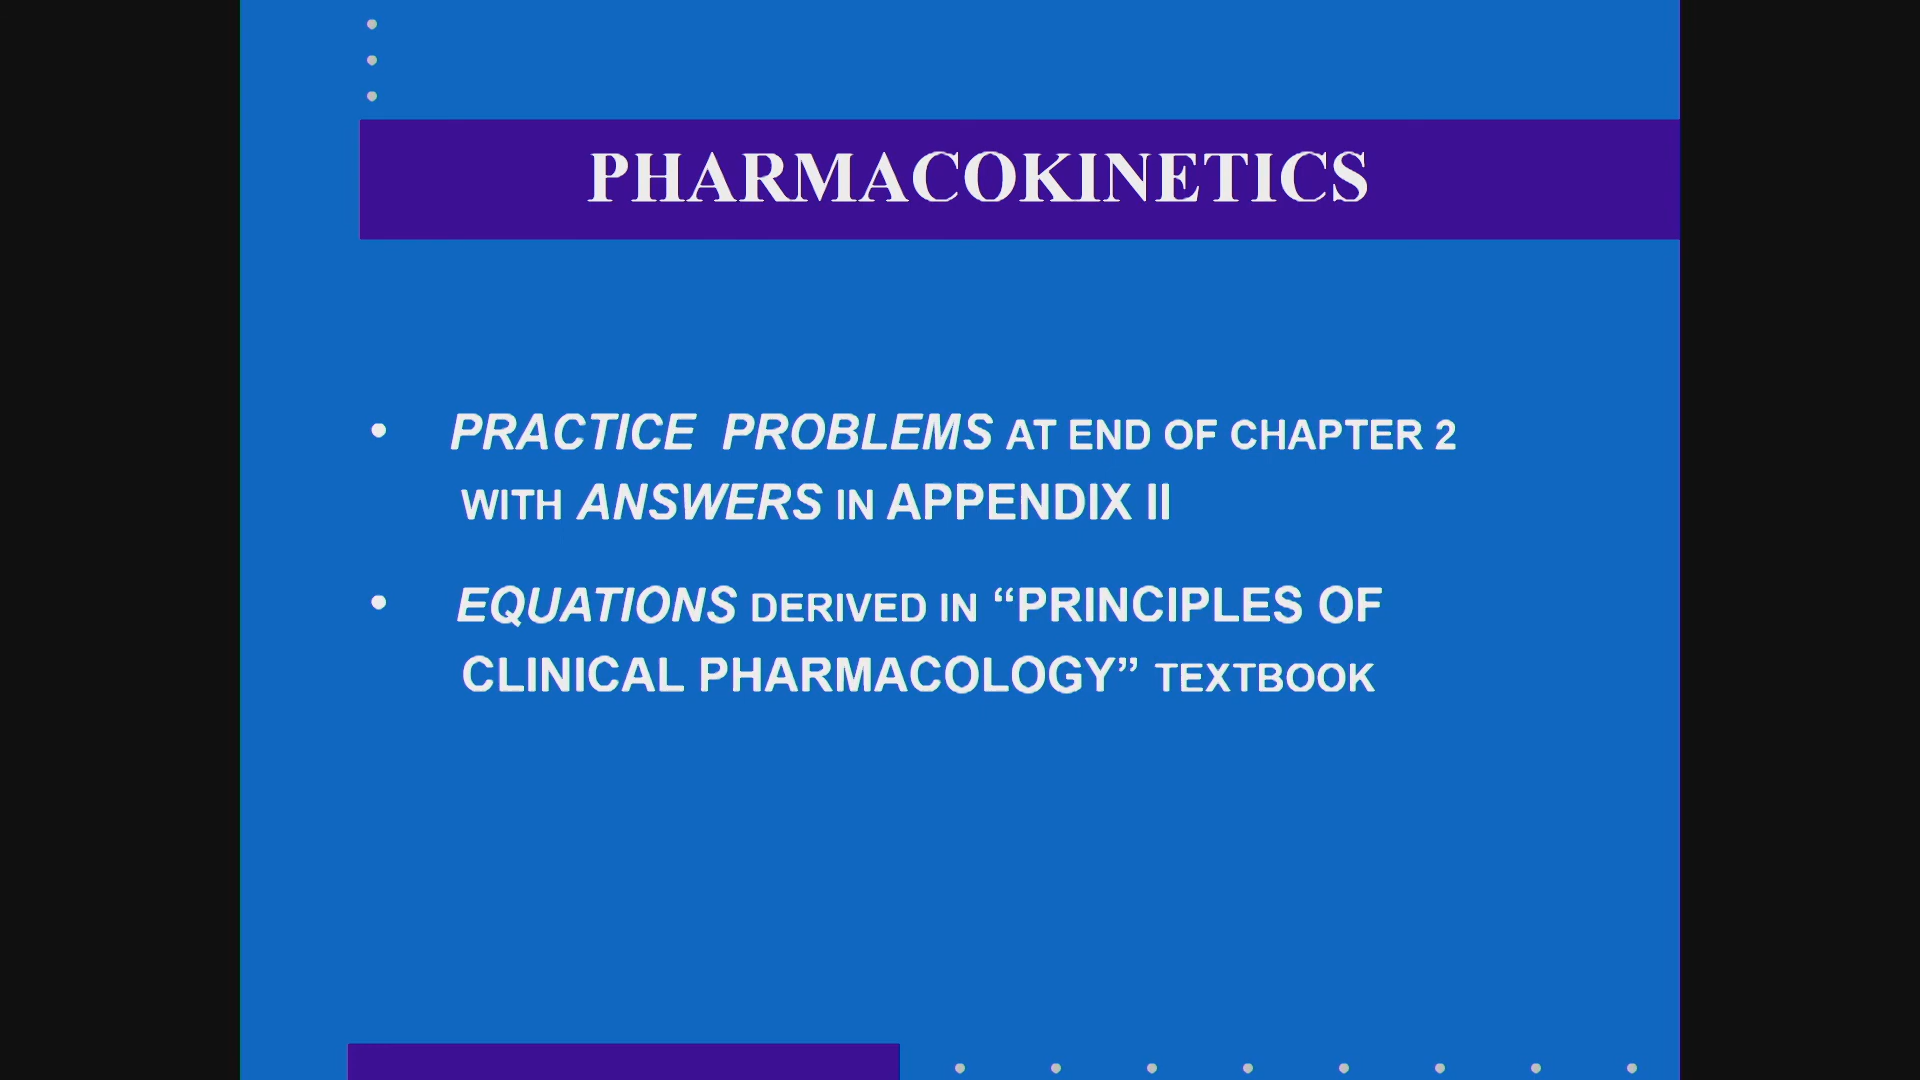 PHARMACOKINETICS
• PRACTICE PROBLEMS AT END OF CHAPTER 2
WITH ANSWERS IN APPENDIX II
• EQUATIONS DERIVED IN “PRINCIPLES OF
CLINICAL PHARMACOLOGY” TEXTBOOK